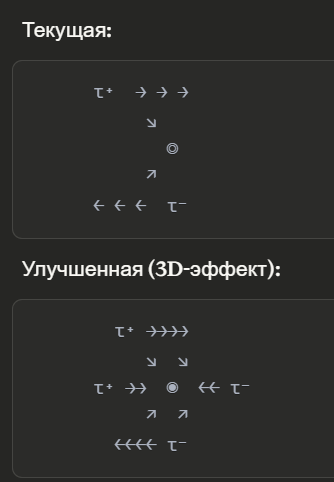 Текущая:
τ⁺ → → →
↘
◎
↗
← ← ← τ⁻
Улучшенная (3D-эффект):
τ⁺ →→→→
↘ ↘
τ⁺ →→ ◉ ←← τ⁻
↗ ↗
←←←← τ⁻